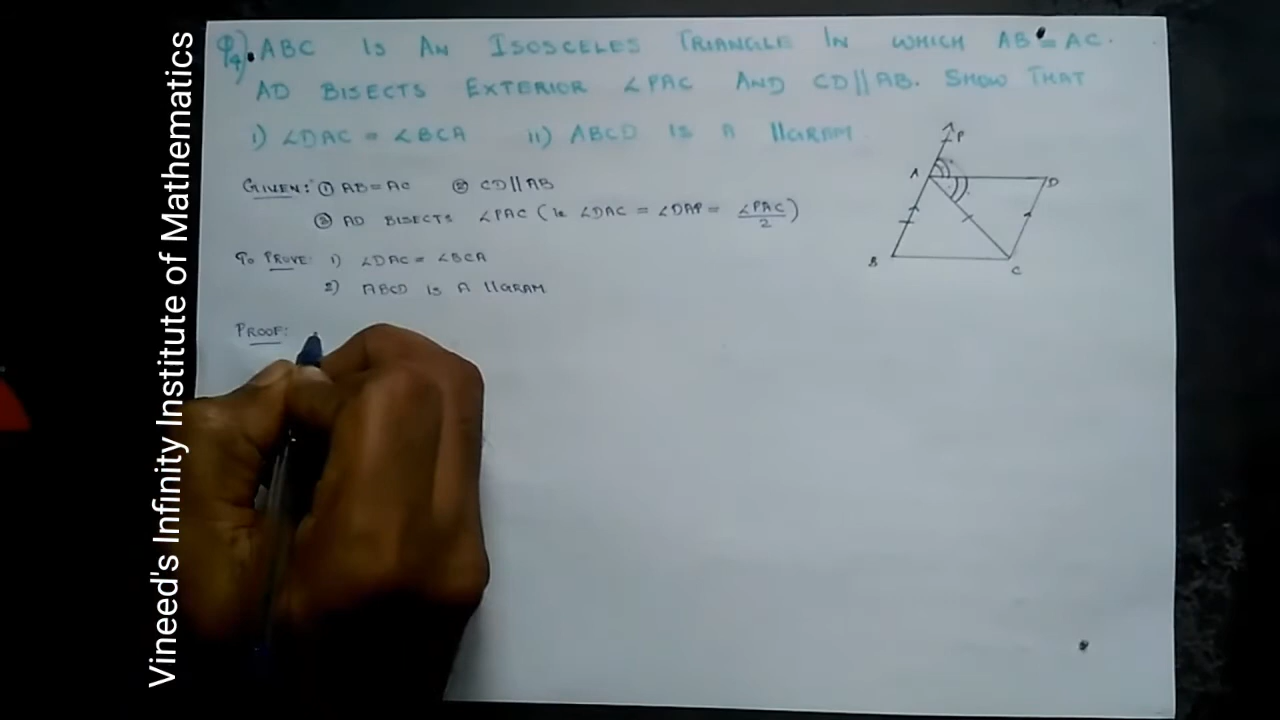 Q4). ABC IS AN ISOSCELES TRIANGLE IN WHICH AB = AC.
AD BISECTS EXTERIOR ∠PAC AND CD||AB. SHOW THAT
i) ∠DAC = ∠BCA ii) ABCD IS A ||GRAM
GIVEN: ① AB = AC ② CD||AB
③ AD BISECTS ∠PAC (ie ∠DAC = ∠DAP = ∠PAC/2)
TO PROVE: 1) ∠DAC = ∠BCA
2) ABCD IS A ||GRAM
PROOF:
P
A
D
B
C
Vineed's Infinity Institute of Mathematics